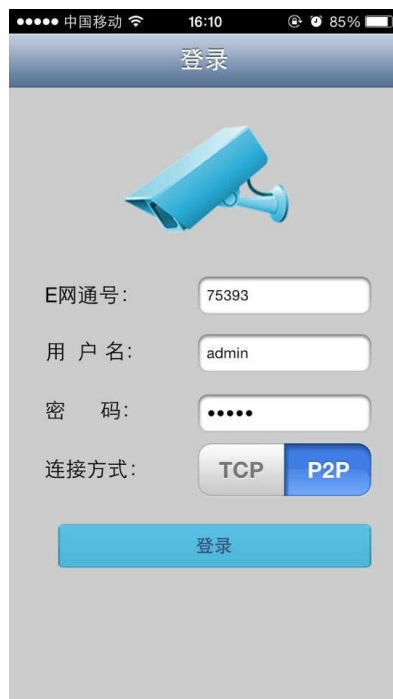 中国移动 16:10 85%
登录
E网通号: 75393
用 户 名: admin
密 码: •••••
连接方式: TCP P2P
登录